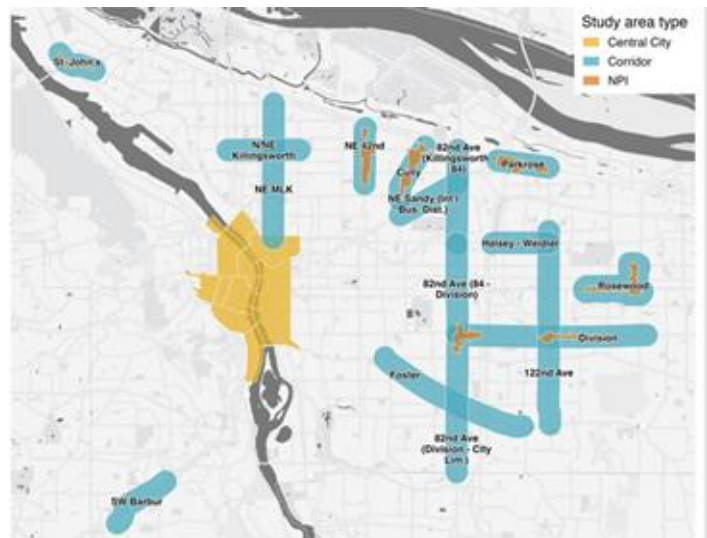 Study area type
Central City
Corridor
NPI
St. John's
N/NE
Killingsworth
NE MLK
NE 42nd
Cully
82nd Ave
(Killingsworth
84)
Parkrose
NE Sandy (Int'l
Bus. Dist.)
Halsey - Weidler
82nd Ave (84 -
Division)
Rosewood
Division
Foster
122nd Ave
82nd Ave
(Division - City
Lim.)
SW Barbur